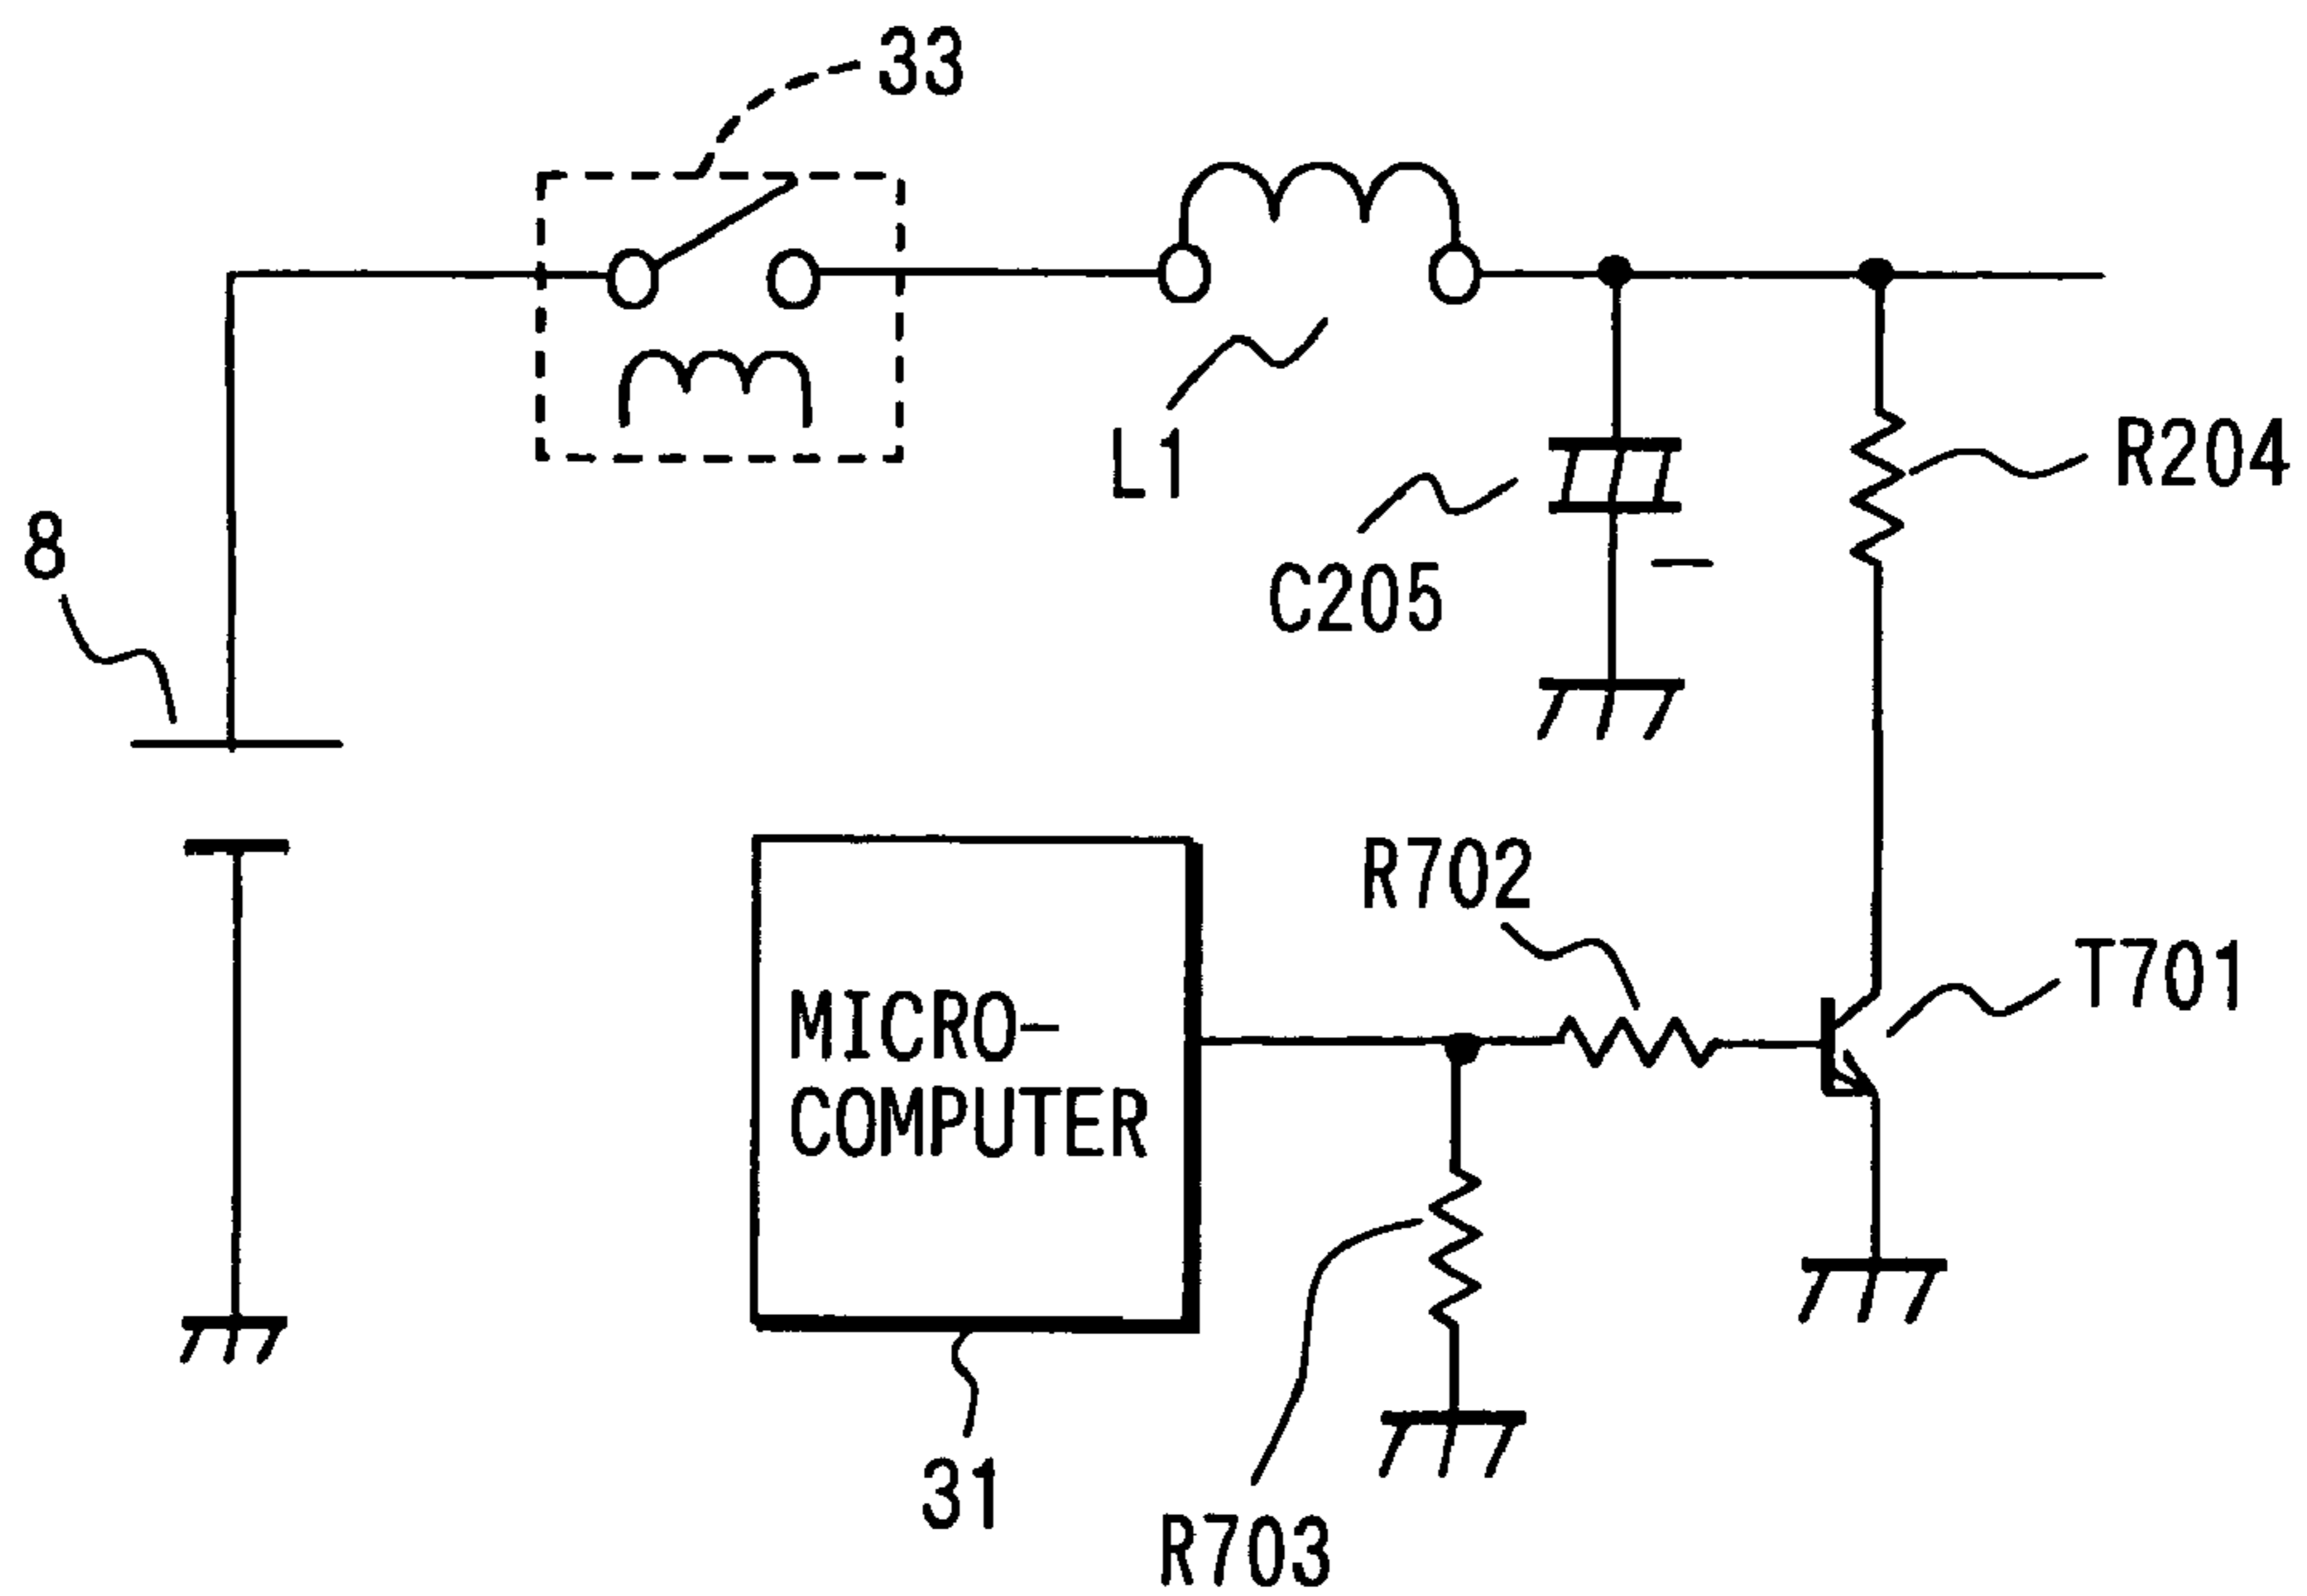 33
L1
R204
8
C205
R702
T701
MICRO-
COMPUTER
31
R703